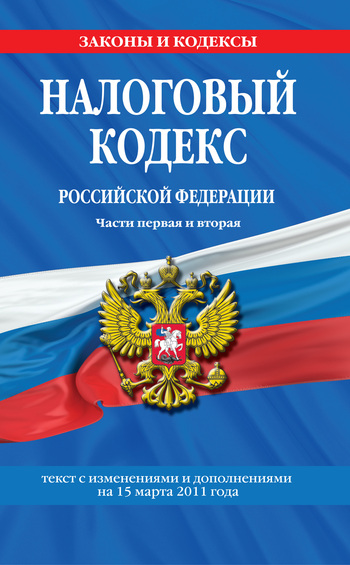 ЗАКОНЫ И КОДЕКСЫ
НАЛОГОВЫЙ
КОДЕКС
РОССИЙСКОЙ ФЕДЕРАЦИИ
Части первая и вторая
текст с изменениями и дополнениями
на 15 марта 2011 года